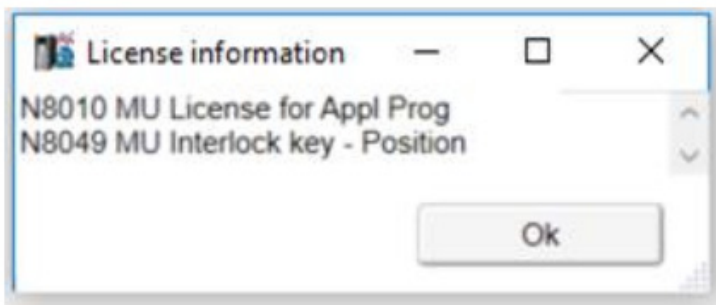 License information
N8010 MU License for Appl Prog
N8049 MU Interlock key - Position
Ok